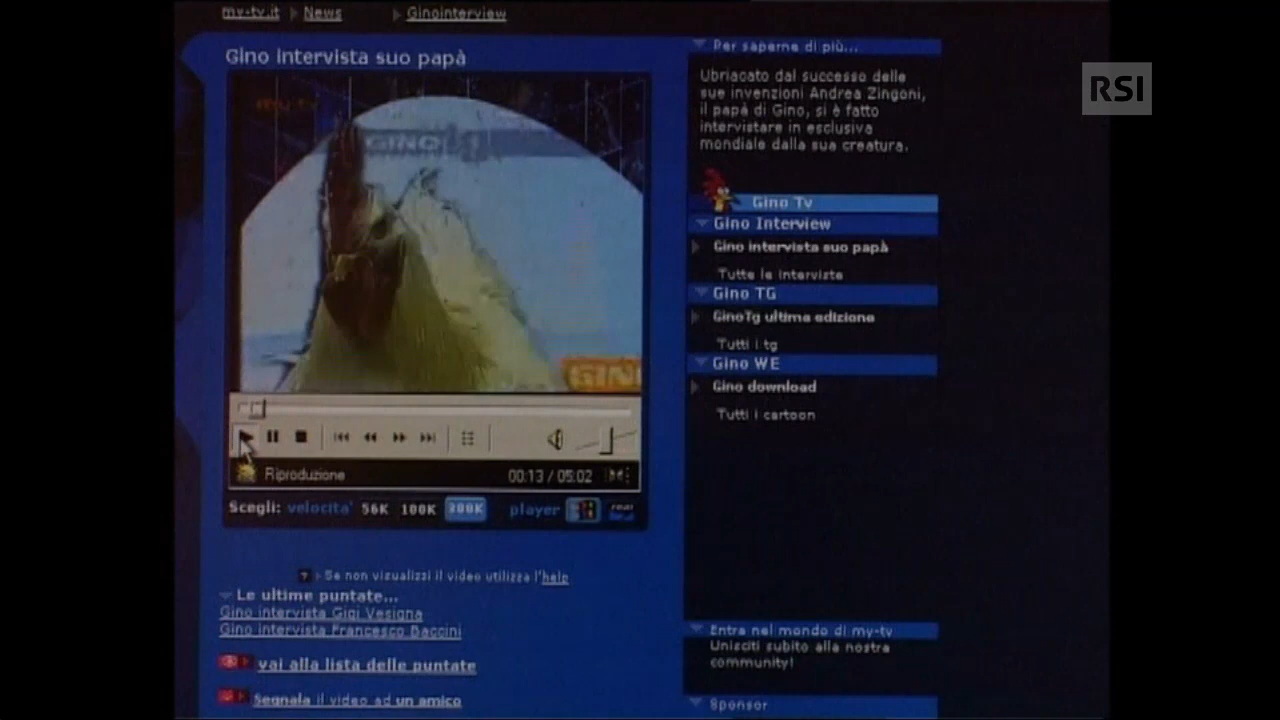 my-tv.it News Ginointerview
Gino intervista suo papà
my-tv
GINO
GINO
Riproduzione 00:13 / 05:02
Scegli: velocita' 56K 100K 300K player real
? Se non vizualizzi il video utilizza l'help
Le ultime puntate...
Gino intervista Gigi Vesigna
Gino intervista Francesco Baccini
vai alla lista delle puntate
Segnala il video ad un amico
Per saperne di più...
Ubriacato dal successo delle
sue invenzioni Andrea Zingoni,
il papà di Gino, si è fatto
intervistare in esclusiva
mondiale dalla sua creatura.
Gino Tv
Gino Interview
Gino intervista suo papà
Tutte le interviste
Gino TG
GinoTg ultima edizione
Tutti i tg
Gino WE
Gino download
Tutti i cartoon
Entra nel mondo di my-tv
Unisciti subito alla nostra
community!
Sponsor
RSI